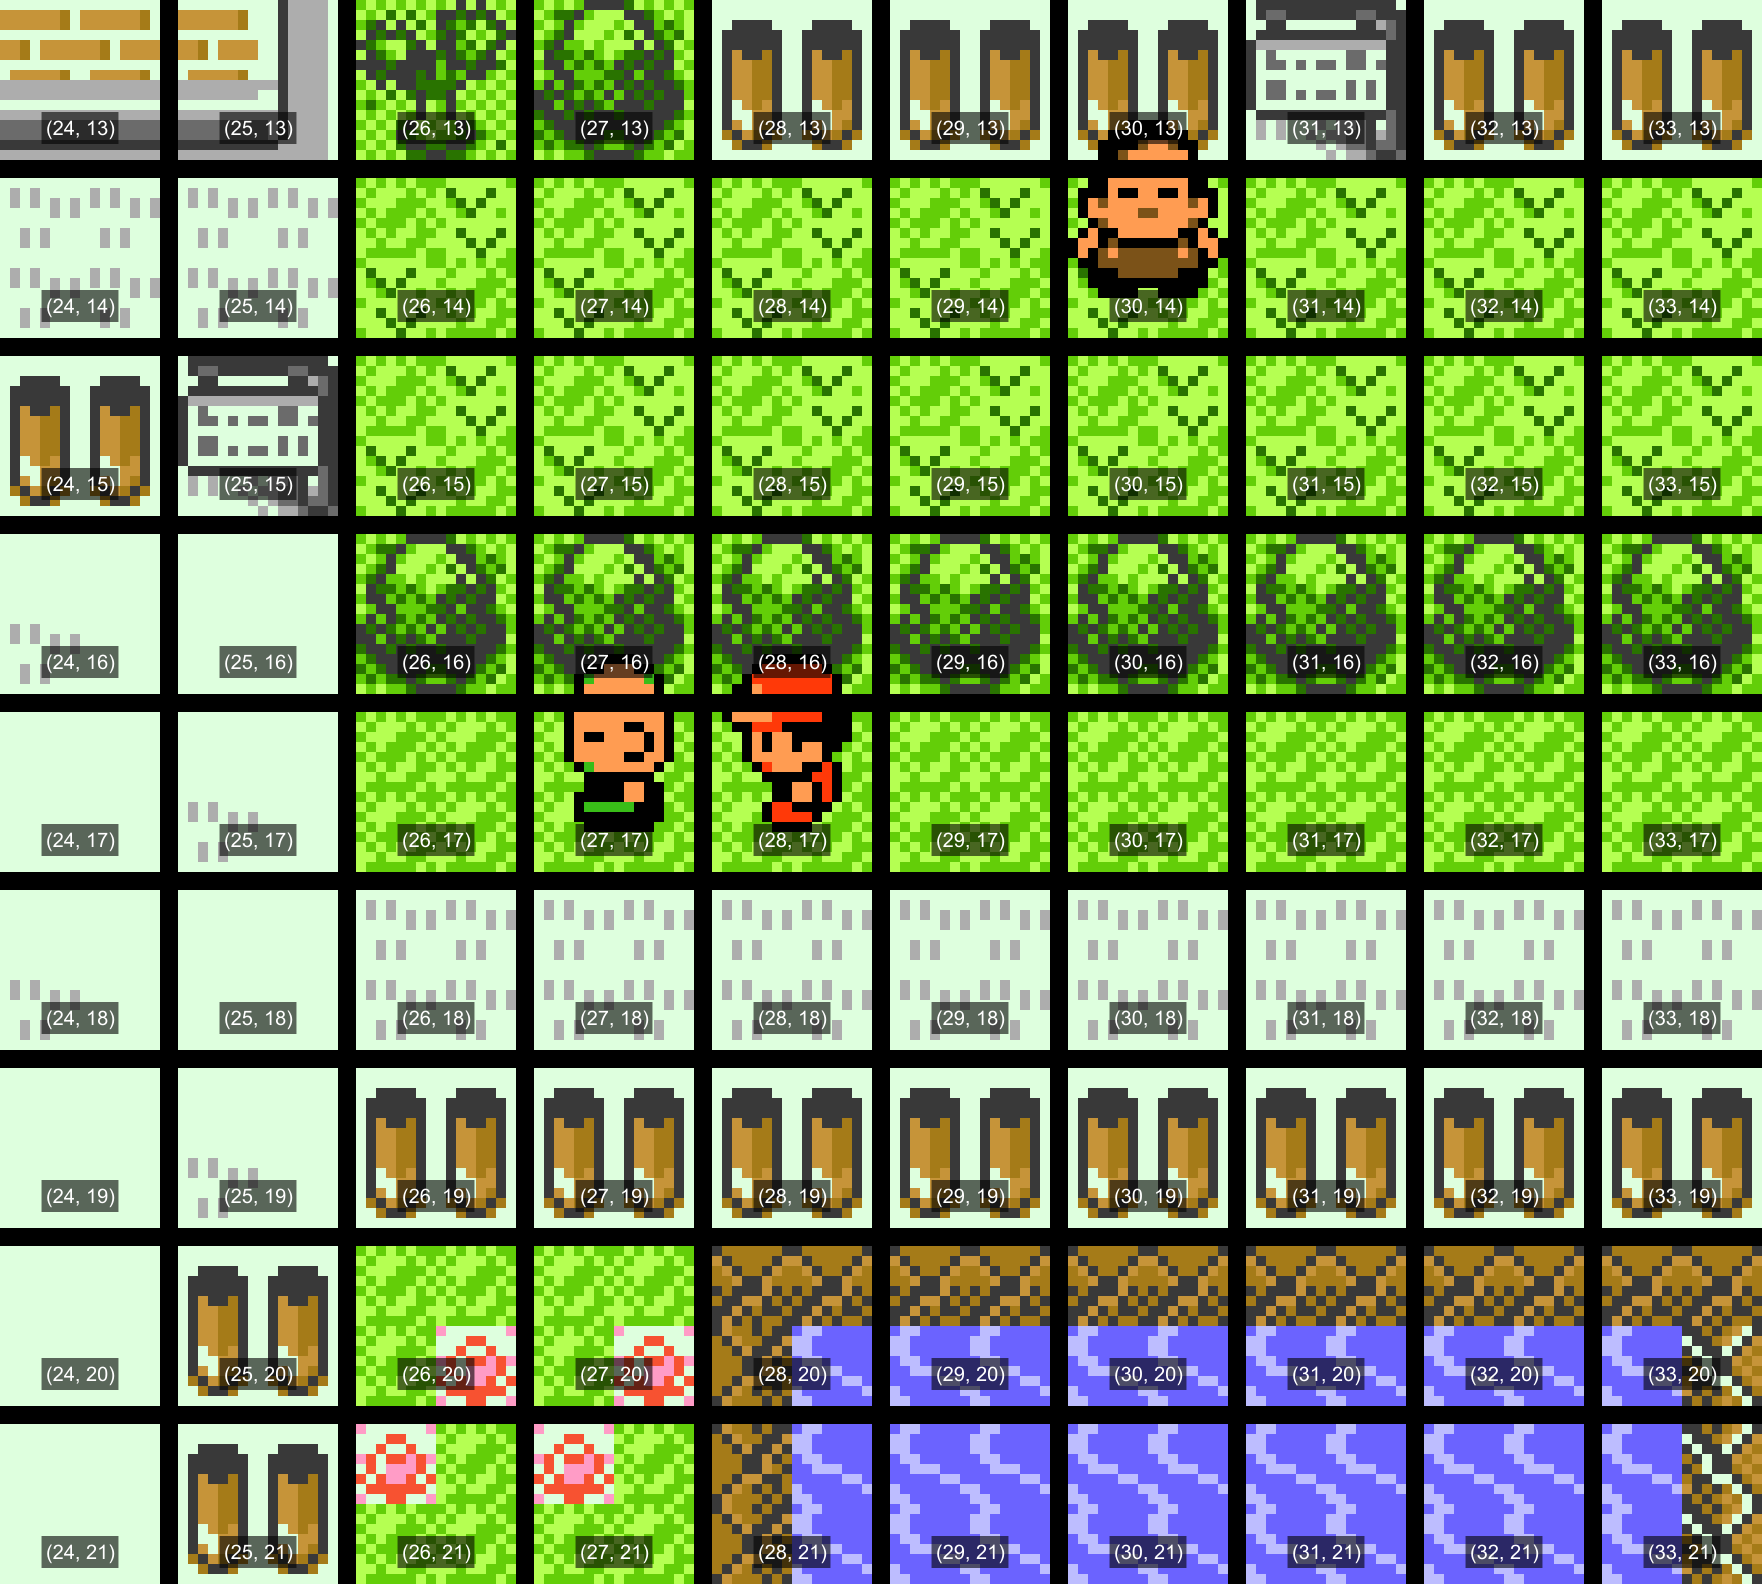 (24, 13) (25, 13) (26, 13) (27, 13) (28, 13) (29, 13) (30, 13) (31, 13) (32, 13) (33, 13)
(24, 14) (25, 14) (26, 14) (27, 14) (28, 14) (29, 14) (30, 14) (31, 14) (32, 14) (33, 14)
(24, 15) (25, 15) (26, 15) (27, 15) (28, 15) (29, 15) (30, 15) (31, 15) (32, 15) (33, 15)
(24, 16) (25, 16) (26, 16) (27, 16) (28, 16) (29, 16) (30, 16) (31, 16) (32, 16) (33, 16)
(24, 17) (25, 17) (26, 17) (27, 17) (28, 17) (29, 17) (30, 17) (31, 17) (32, 17) (33, 17)
(24, 18) (25, 18) (26, 18) (27, 18) (28, 18) (29, 18) (30, 18) (31, 18) (32, 18) (33, 18)
(24, 19) (25, 19) (26, 19) (27, 19) (28, 19) (29, 19) (30, 19) (31, 19) (32, 19) (33, 19)
(24, 20) (25, 20) (26, 20) (27, 20) (28, 20) (29, 20) (30, 20) (31, 20) (32, 20) (33, 20)
(24, 21) (25, 21) (26, 21) (27, 21) (28, 21) (29, 21) (30, 21) (31, 21) (32, 21) (33, 21)